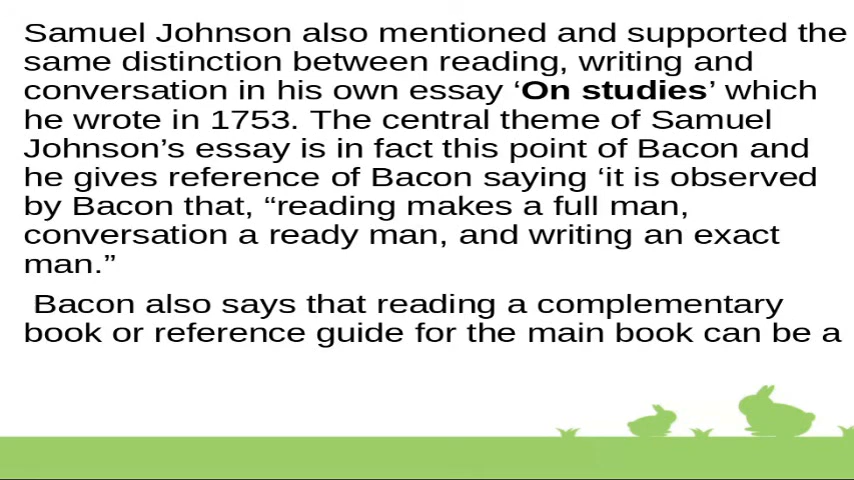 Samuel Johnson also mentioned and supported the
same distinction between reading, writing and
conversation in his own essay ‘On studies’ which
he wrote in 1753. The central theme of Samuel
Johnson’s essay is in fact this point of Bacon and
he gives reference of Bacon saying ‘it is observed
by Bacon that, “reading makes a full man,
conversation a ready man, and writing an exact
man.”
Bacon also says that reading a complementary
book or reference guide for the main book can be a